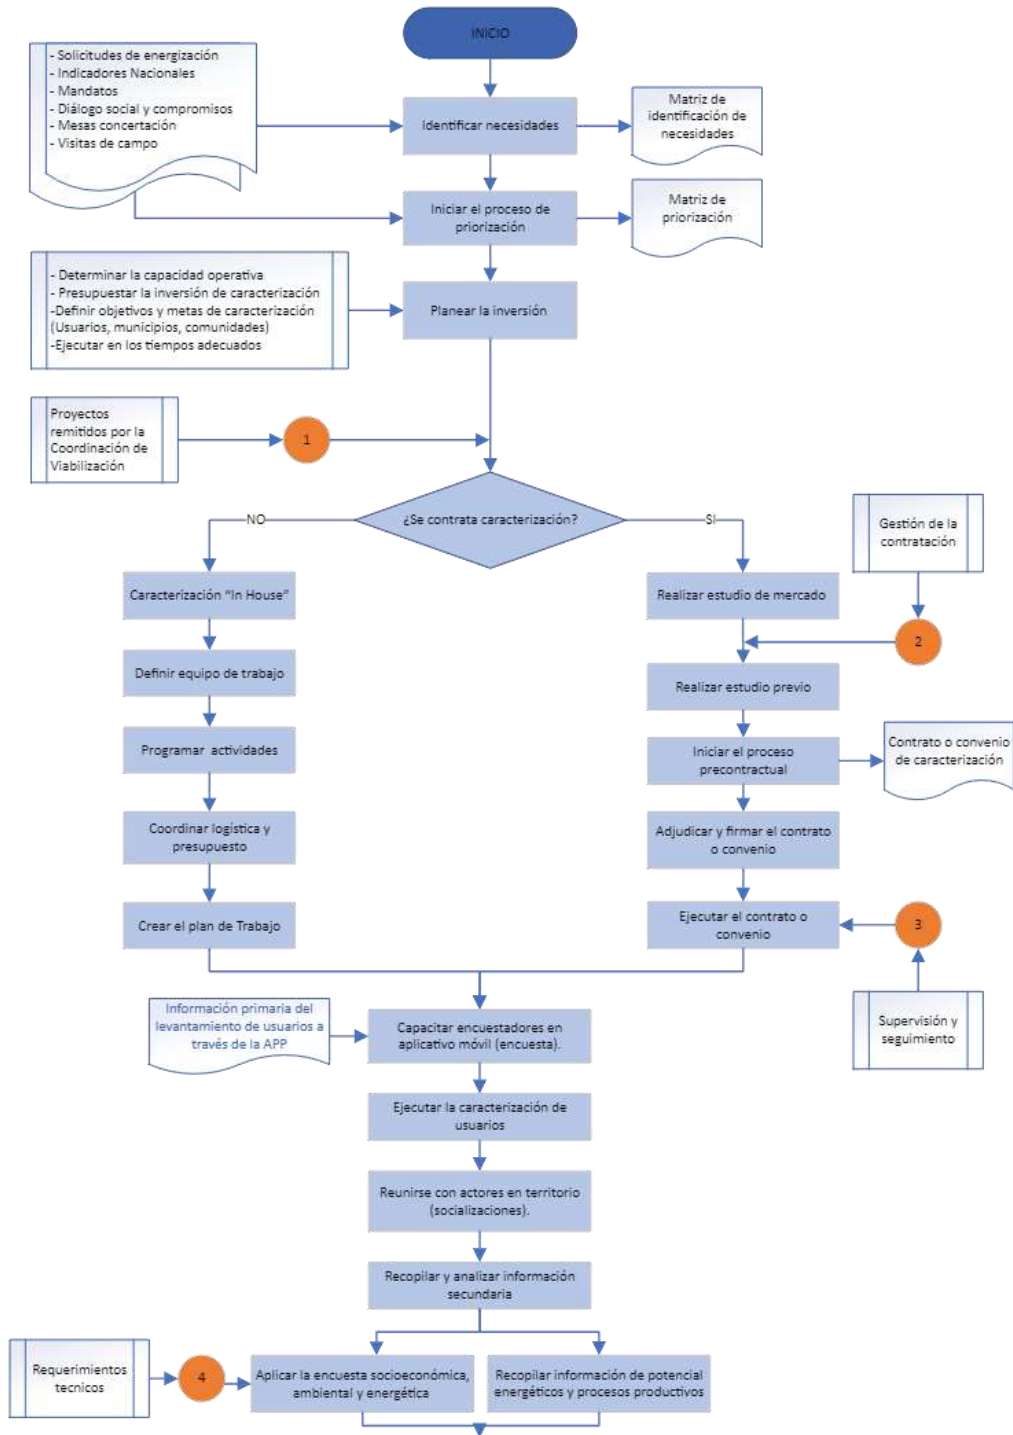 INICIO
- Solicitudes de energización
- Indicadores Nacionales
- Mandatos
- Diálogo social y compromisos
- Mesas concertación
- Visitas de campo
Identificar necesidades
Matriz de
identificación de
necesidades
Iniciar el proceso de
priorización
Matriz de
priorización
- Determinar la capacidad operativa
- Presupuestar la inversión de caracterización
-Definir objetivos y metas de caracterización
(Usuarios, municipios, comunidades)
-Ejecutar en los tiempos adecuados
Planear la inversión
Proyectos
remitidos por la
Coordinación de
Viabilización
1
¿Se contrata caracterización?
NO
SI
Gestión de la
contratación
Caracterización "In House"
Realizar estudio de mercado
2
Definir equipo de trabajo
Realizar estudio previo
Programar actividades
Iniciar el proceso
precontractual
Contrato o convenio
de caracterización
Coordinar logística y
presupuesto
Adjudicar y firmar el contrato
o convenio
Crear el plan de Trabajo
Ejecutar el contrato o
convenio
3
Información primaria del
levantamiento de usuarios a
través de la APP
Capacitar encuestadores en
aplicativo móvil (encuesta).
Supervisión y
seguimiento
Ejecutar la caracterización de
usuarios
Reunirse con actores en territorio
(socializaciones).
Recopilar y analizar información
secundaria
Requerimientos
tecnicos
4
Aplicar la encuesta socioeconómica,
ambiental y energética
Recopilar información de potencial
energéticos y procesos productivos